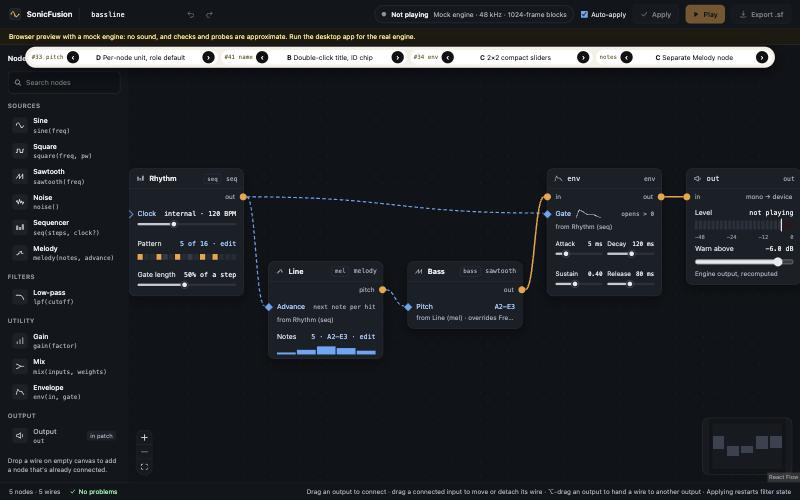 SonicFusion
bassline
Not playing Mock engine · 48 kHz · 1024-frame blocks
Auto-apply
Apply
Play
Export .sf
Browser preview with a mock engine: no sound, and checks and probes are approximate. Run the desktop app for the real engine.
Node
#33 pitch
D Per-node unit, role default
#41 name
B Double-click title, ID chip
#34 env
C 2×2 compact sliders
notes
C Separate Melody node
Search nodes
SOURCES
Sine
sine(freq)
Square
square(freq, pw)
Sawtooth
sawtooth(freq)
Noise
noise()
Sequencer
seq(steps, clock?)
Melody
melody(notes, advance)
FILTERS
Low-pass
lpf(cutoff)
UTILITY
Gain
gain(factor)
Mix
mix(inputs, weights)
Envelope
env(in, gate)
OUTPUT
Output
out
in patch
Drop a wire on empty canvas to add
a node that's already connected.
Rhythm seq seq
out
Clock internal · 120 BPM
Pattern 5 of 16 · edit
Gate length 50% of a step
Line mel melody
pitch
Advance next note per hit
from Rhythm (seq)
Notes 5 · A2–E3 · edit
Bass bass sawtooth
out
Pitch A2–E3
from Line (mel) · overrides Fre…
env env
in out
Gate opens > 0
from Rhythm (seq)
Attack 5 ms Decay 120 ms
Sustain 0.40 Release 80 ms
out out
in mono → device
Level not playing
-48 -24 -12 0
Warn above -6.0 dB
Engine output, recomputed
React Flow
5 nodes · 5 wires
No problems
Drag an output to connect · drag a connected input to move or detach its wire · ⌥-drag an output to hand a wire to another output · Applying restarts filter state